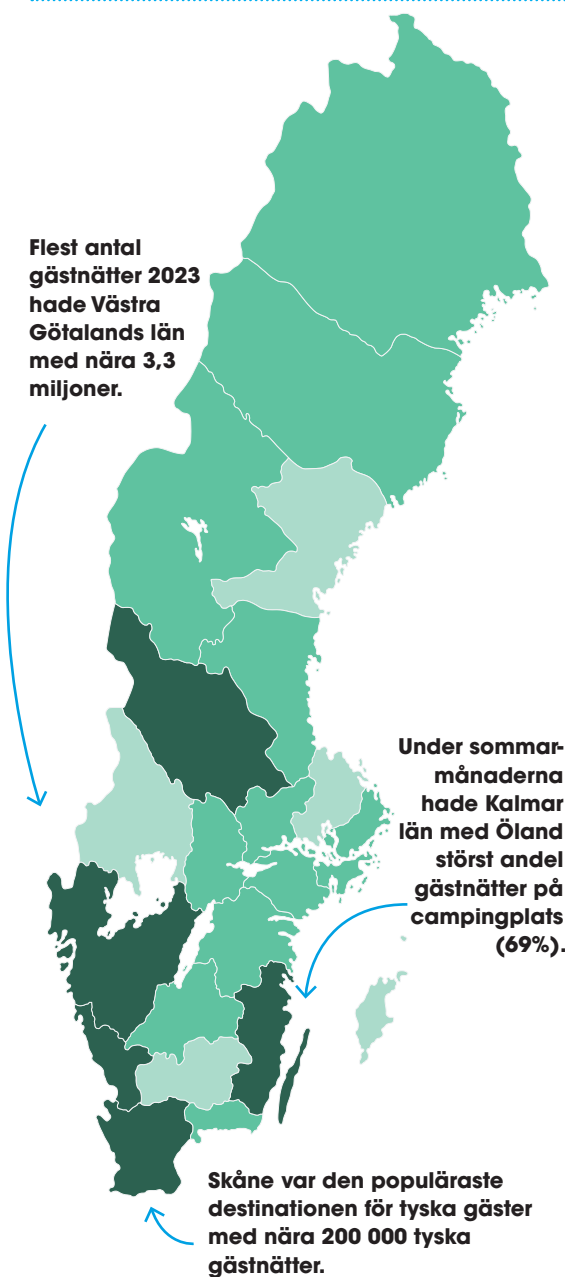 Flest antal
gästnätter 2023
hade Västra
Götalands län
med nära 3,3
miljoner.
Under sommar-
månaderna
hade Kalmar
län med Öland
störst andel
gästnätter på
campingplats
(69%).
Skåne var den populäraste
destinationen för tyska gäster
med nära 200 000 tyska
gästnätter.